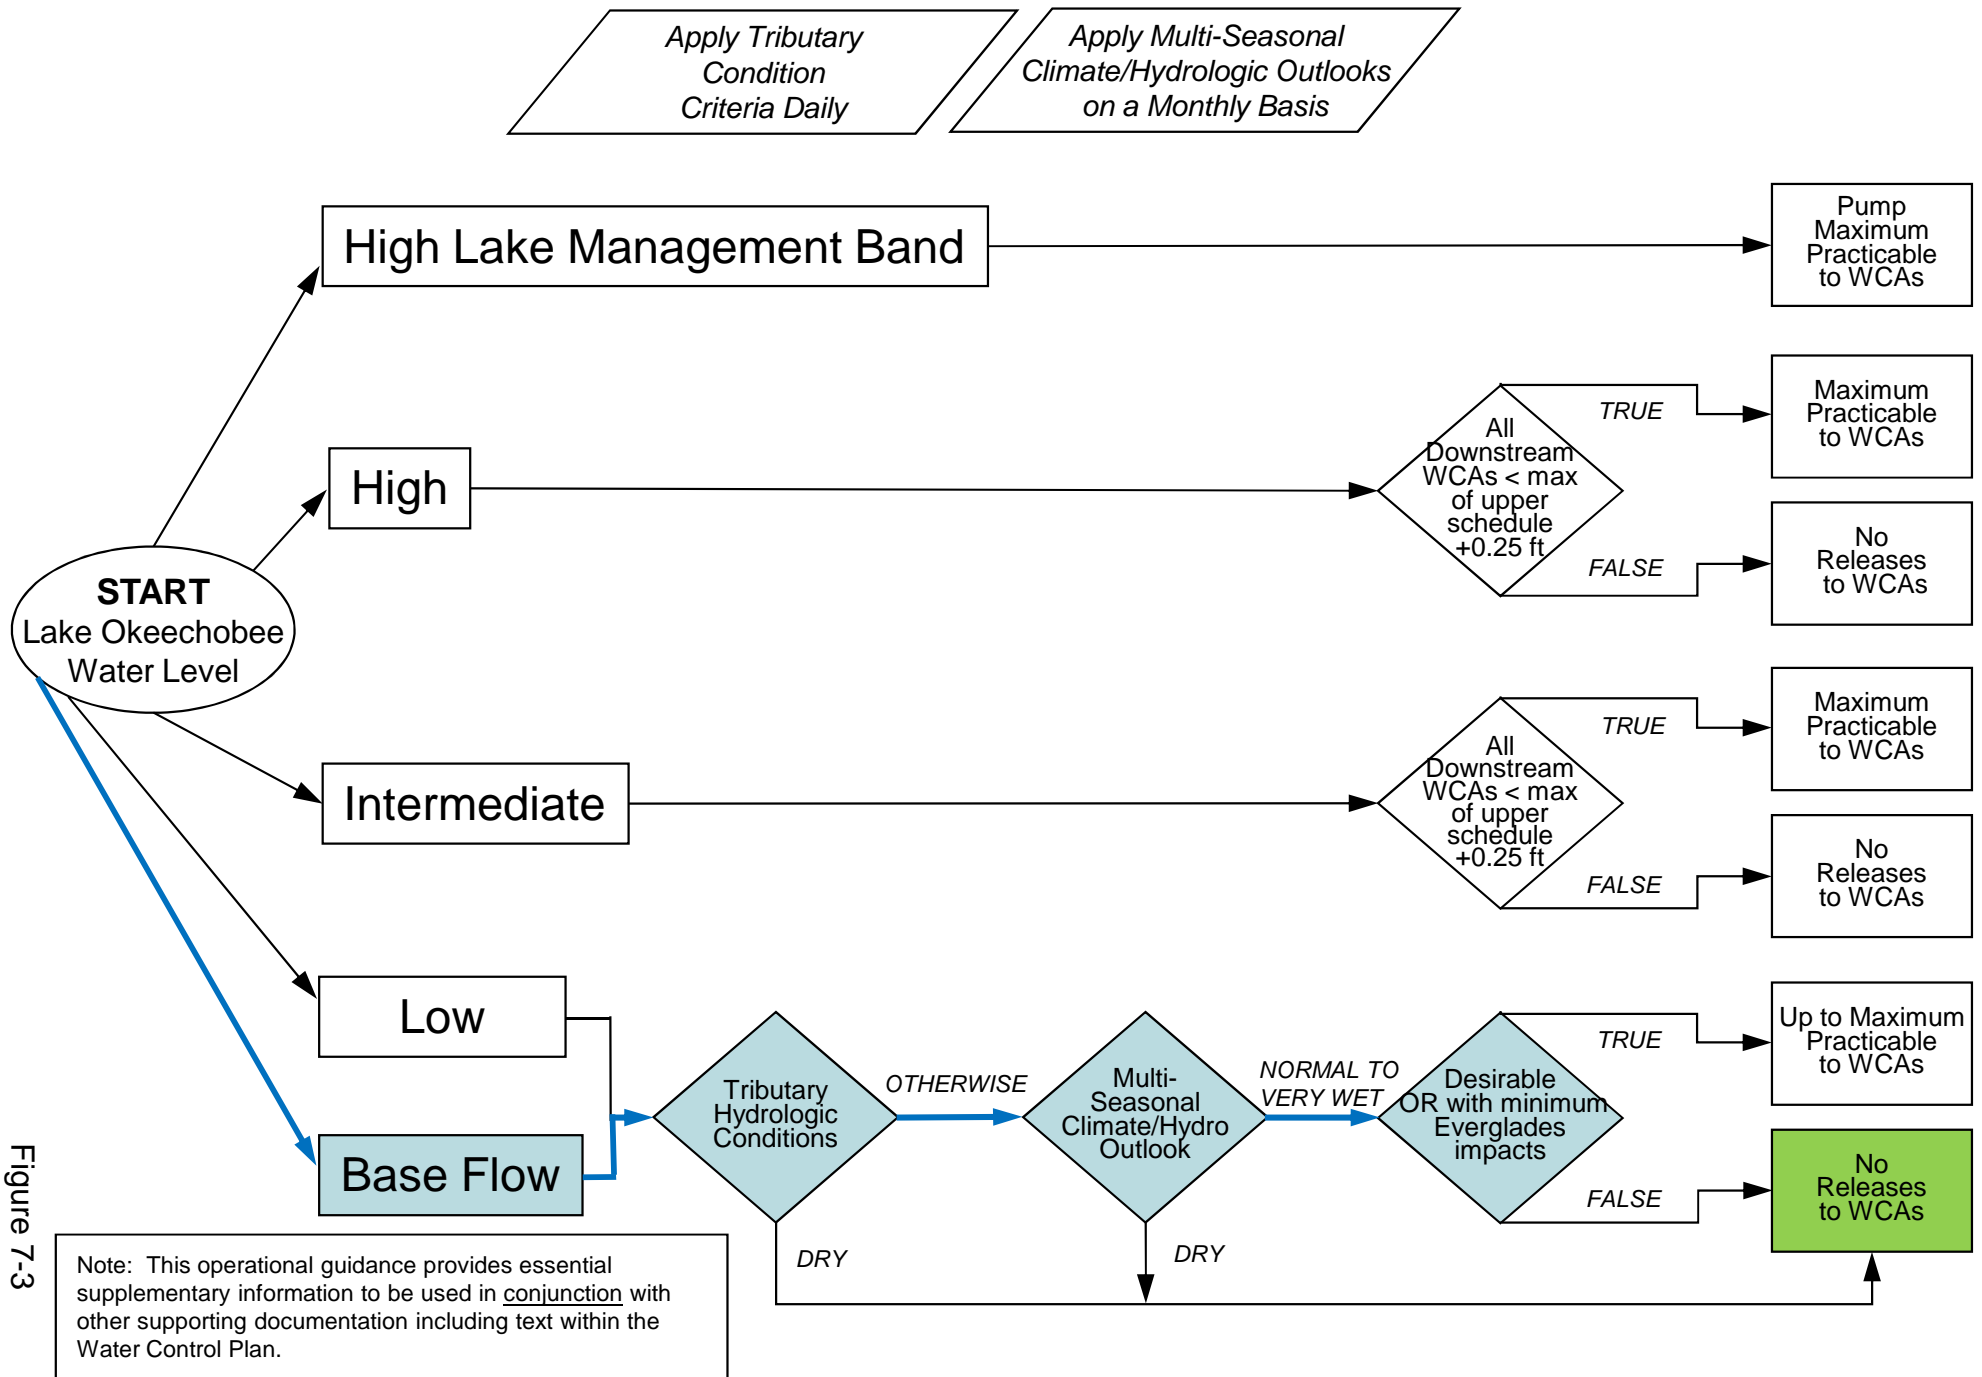 Apply Tributary
Condition
Criteria Daily
Apply Multi-Seasonal
Climate/Hydrologic Outlooks
on a Monthly Basis
High Lake Management Band
Pump
Maximum
Practicable
to WCAs
High
All
Downstream
WCAs < max
of upper
schedule
+0.25 ft
TRUE
FALSE
Maximum
Practicable
to WCAs
No
Releases
to WCAs
START
Lake Okeechobee
Water Level
Intermediate
All
Downstream
WCAs < max
of upper
schedule
+0.25 ft
TRUE
FALSE
Maximum
Practicable
to WCAs
No
Releases
to WCAs
Low
Base Flow
Tributary
Hydrologic
Conditions
OTHERWISE
DRY
Multi-
Seasonal
Climate/Hydro
Outlook
NORMAL TO
VERY WET
DRY
Desirable
OR with minimum
Everglades
impacts
TRUE
FALSE
Up to Maximum
Practicable
to WCAs
No
Releases
to WCAs
Figure 7-3
Note: This operational guidance provides essential
supplementary information to be used in conjunction with
other supporting documentation including text within the
Water Control Plan.